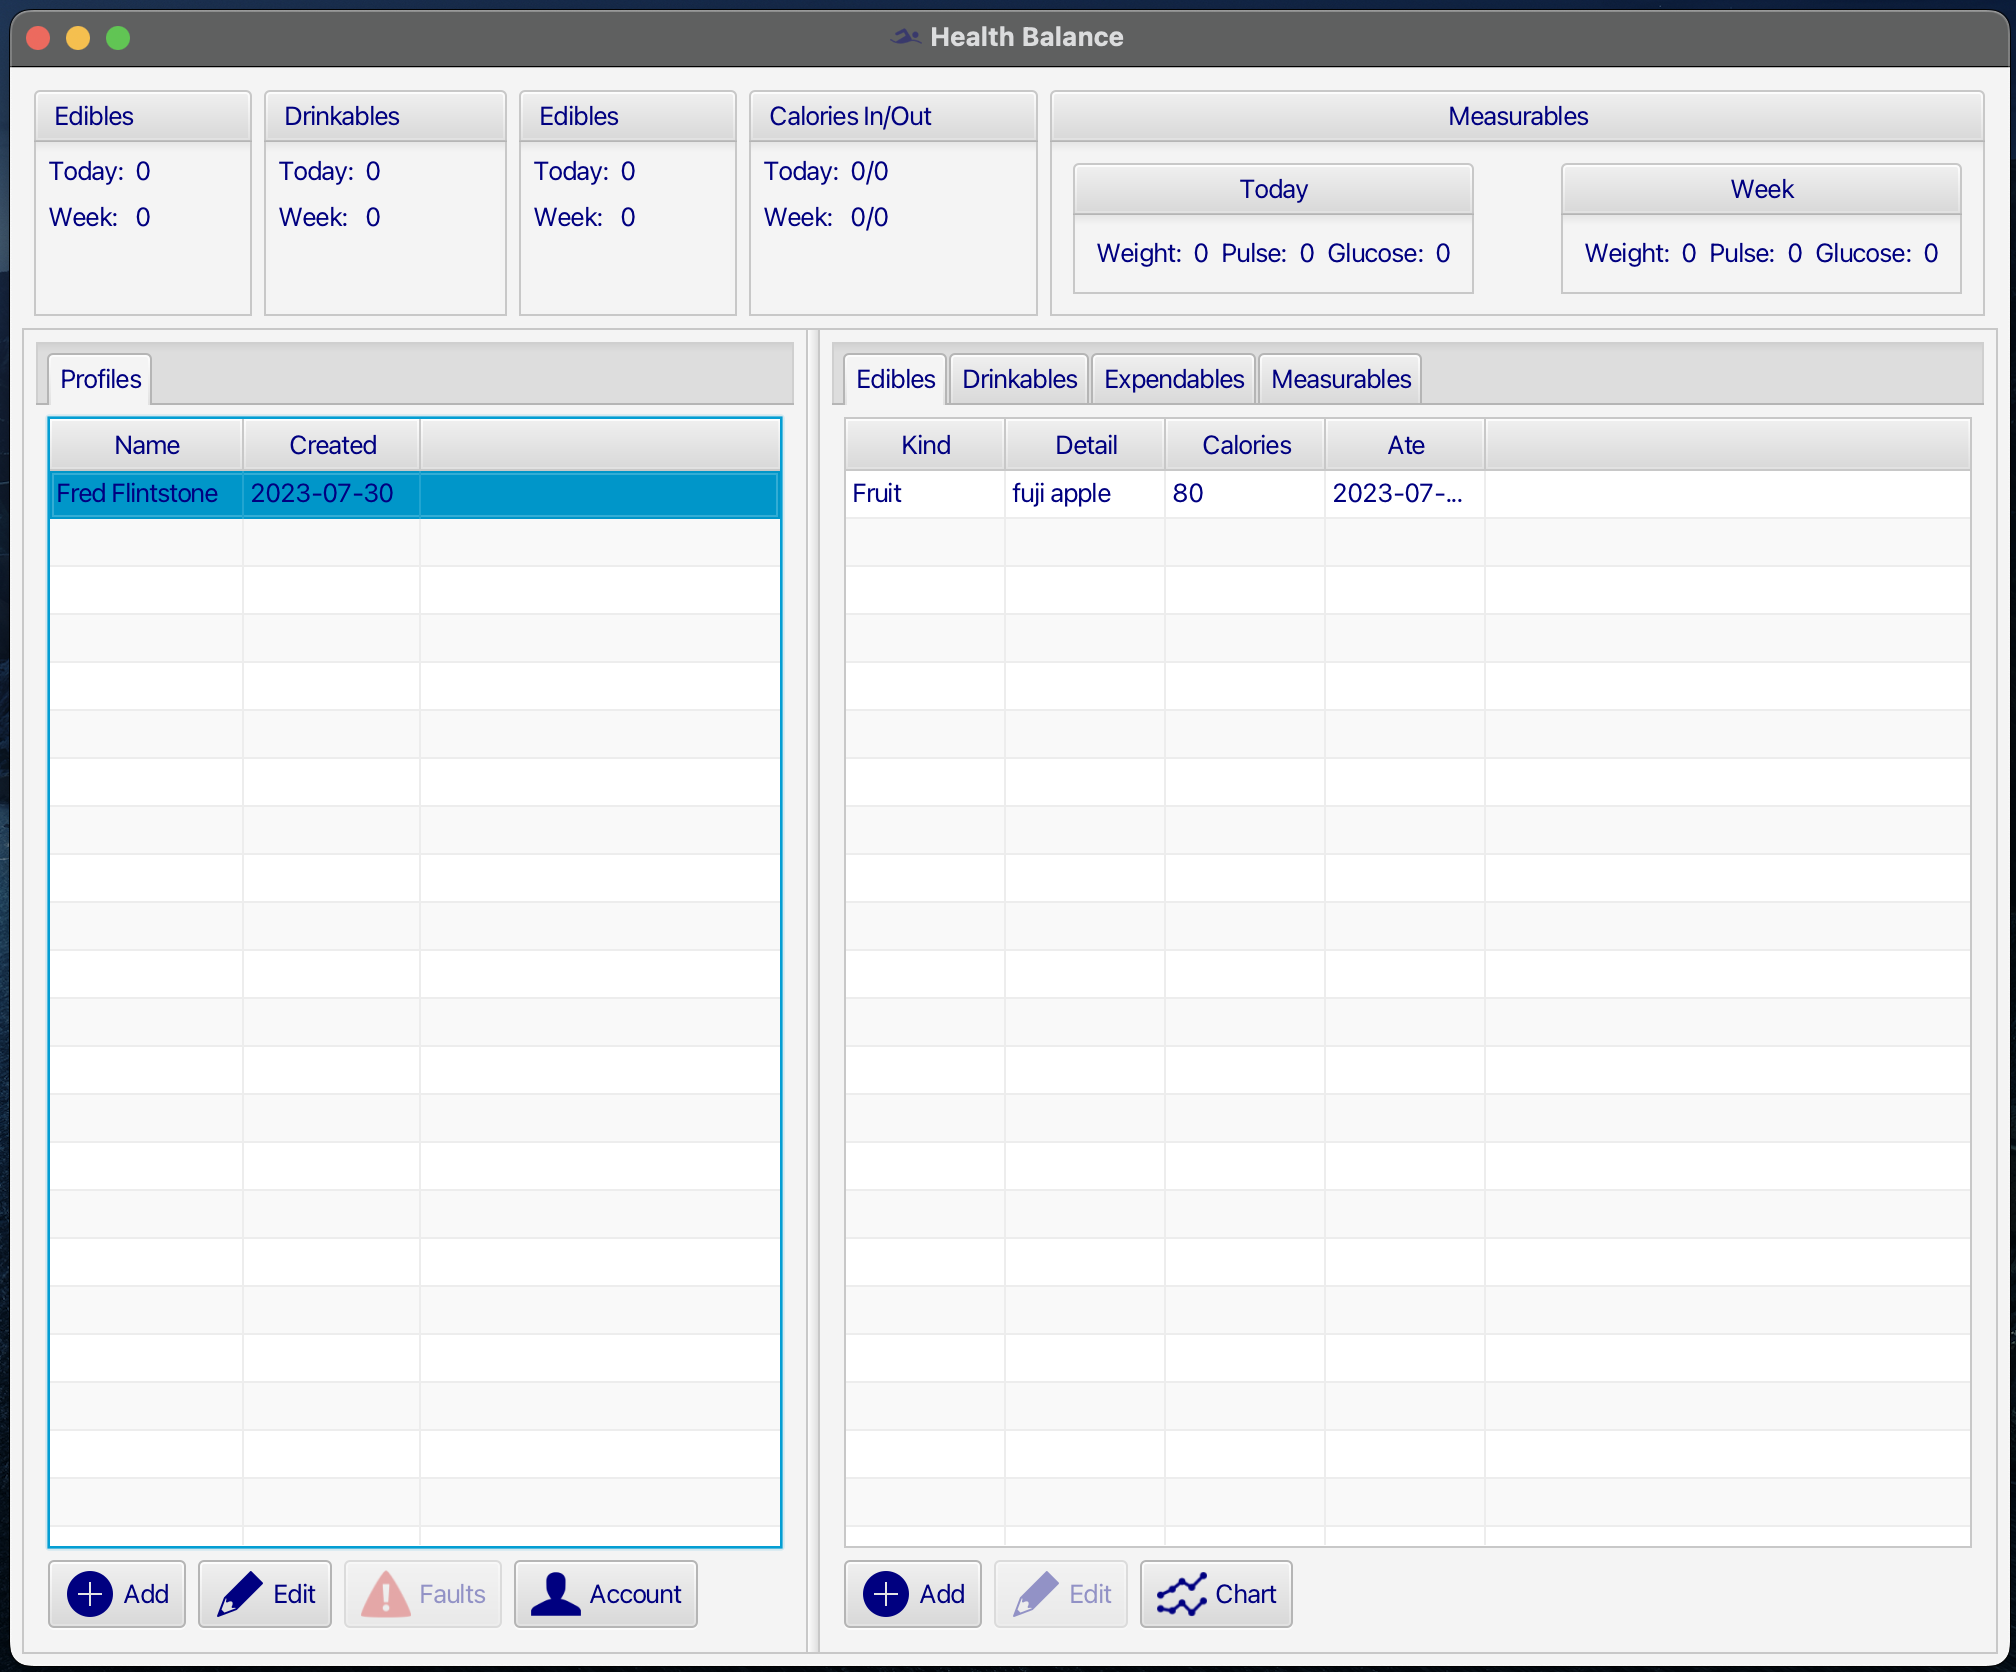 Health Balance
Edibles
Today: 0
Week: 0
Drinkables
Today: 0
Week: 0
Edibles
Today: 0
Week: 0
Calories In/Out
Today: 0/0
Week: 0/0
Measurables
Today
Weight: 0 Pulse: 0 Glucose: 0
Week
Weight: 0 Pulse: 0 Glucose: 0
Profiles
Name Created
Fred Flintstone 2023-07-30
Add Edit Faults Account
Edibles Drinkables Expendables Measurables
Kind Detail Calories Ate
Fruit fuji apple 80 2023-07-...
Add Edit Chart